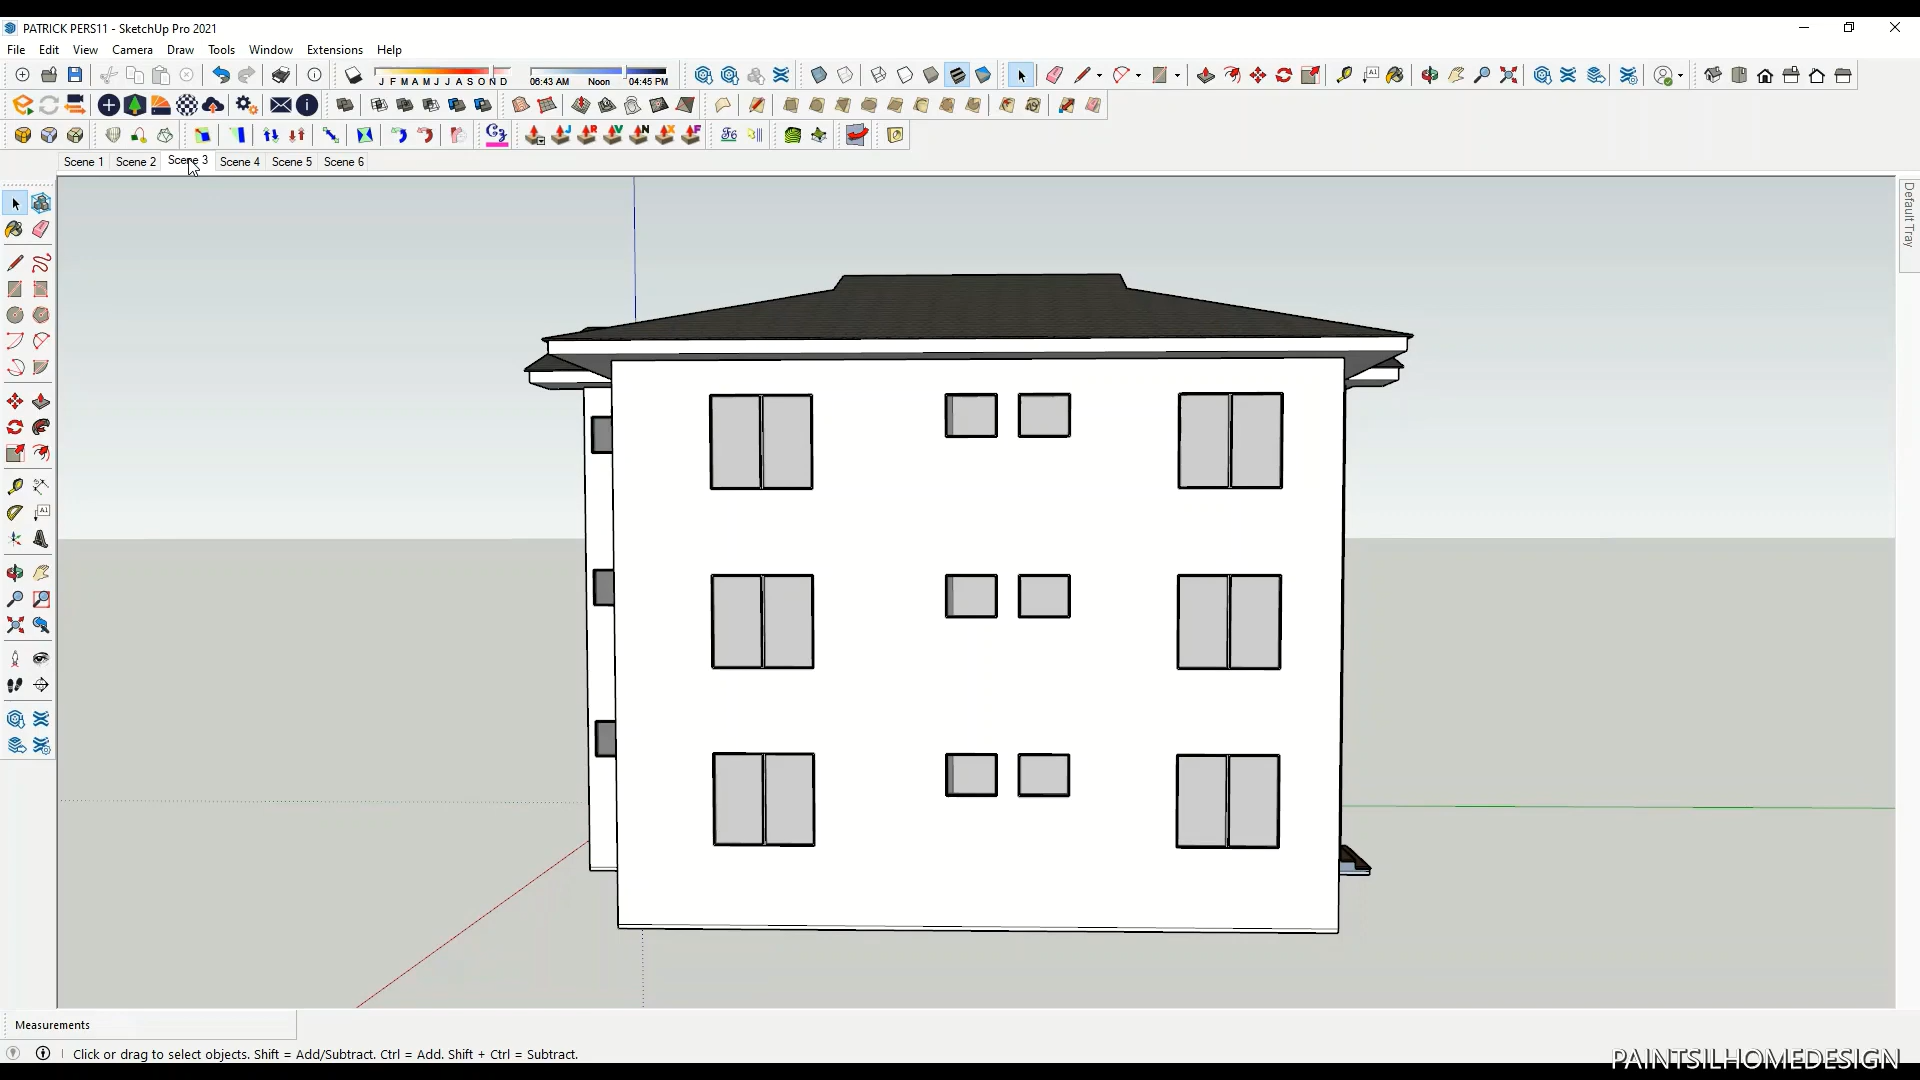 PATRICK PERS11 - SketchUp Pro 2021
File Edit View Camera Draw Tools Window Extensions Help
J F M A M J J A S O N D 06:43 AM Noon 04:45 PM
Scene 1 Scene 2 Scene 3 Scene 4 Scene 5 Scene 6
Default Tray
Measurements
Click or drag to select objects. Shift = Add/Subtract. Ctrl = Add. Shift + Ctrl = Subtract.
PAINTSILHOMEDESIGN